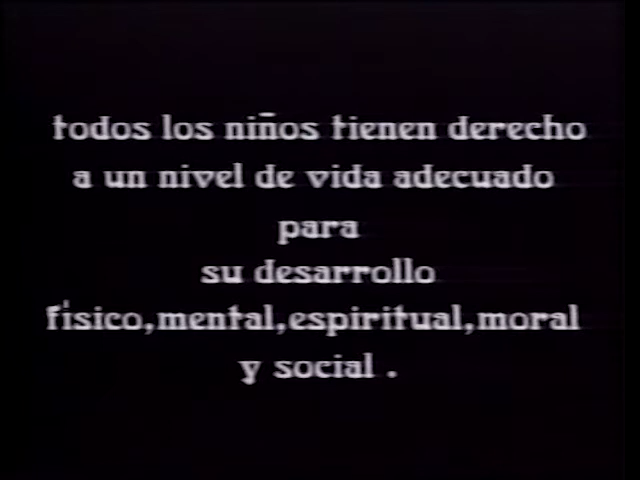 todos los niños tienen derecho
a un nivel de vida adecuado
para
su desarrollo
físico,mental,espiritual,moral
y social .